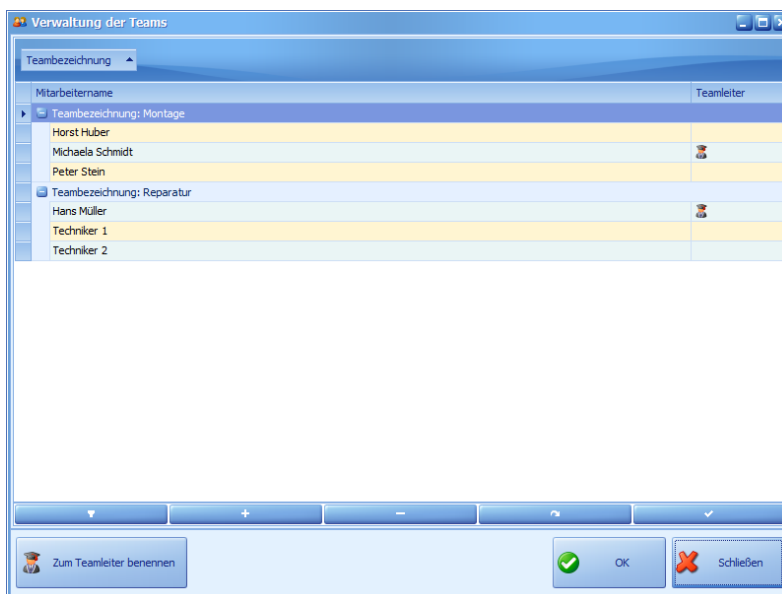 Verwaltung der Teams
Teambezeichnung
Mitarbeitername Teamleiter
Teambezeichnung: Montage
Horst Huber
Michaela Schmidt
Peter Stein
Teambezeichnung: Reparatur
Hans Müller
Techniker 1
Techniker 2
Zum Teamleiter benennen OK Schließen